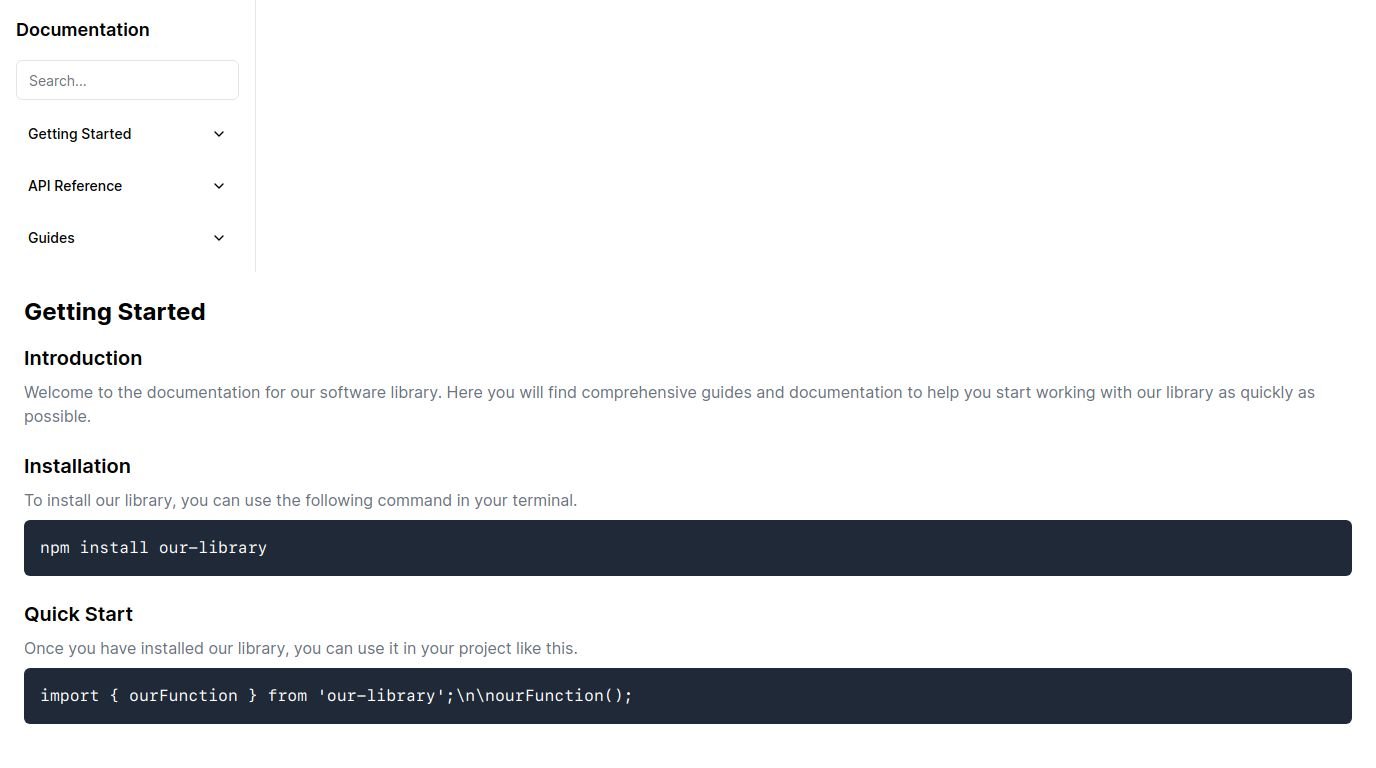 Documentation
Search...
Getting Started
API Reference
Guides
Getting Started
Introduction
Welcome to the documentation for our software library. Here you will find comprehensive guides and documentation to help you start working with our library as quickly as
possible.
Installation
To install our library, you can use the following command in your terminal.
npm install our-library
Quick Start
Once you have installed our library, you can use it in your project like this.
import { ourFunction } from 'our-library';\n\nourFunction();